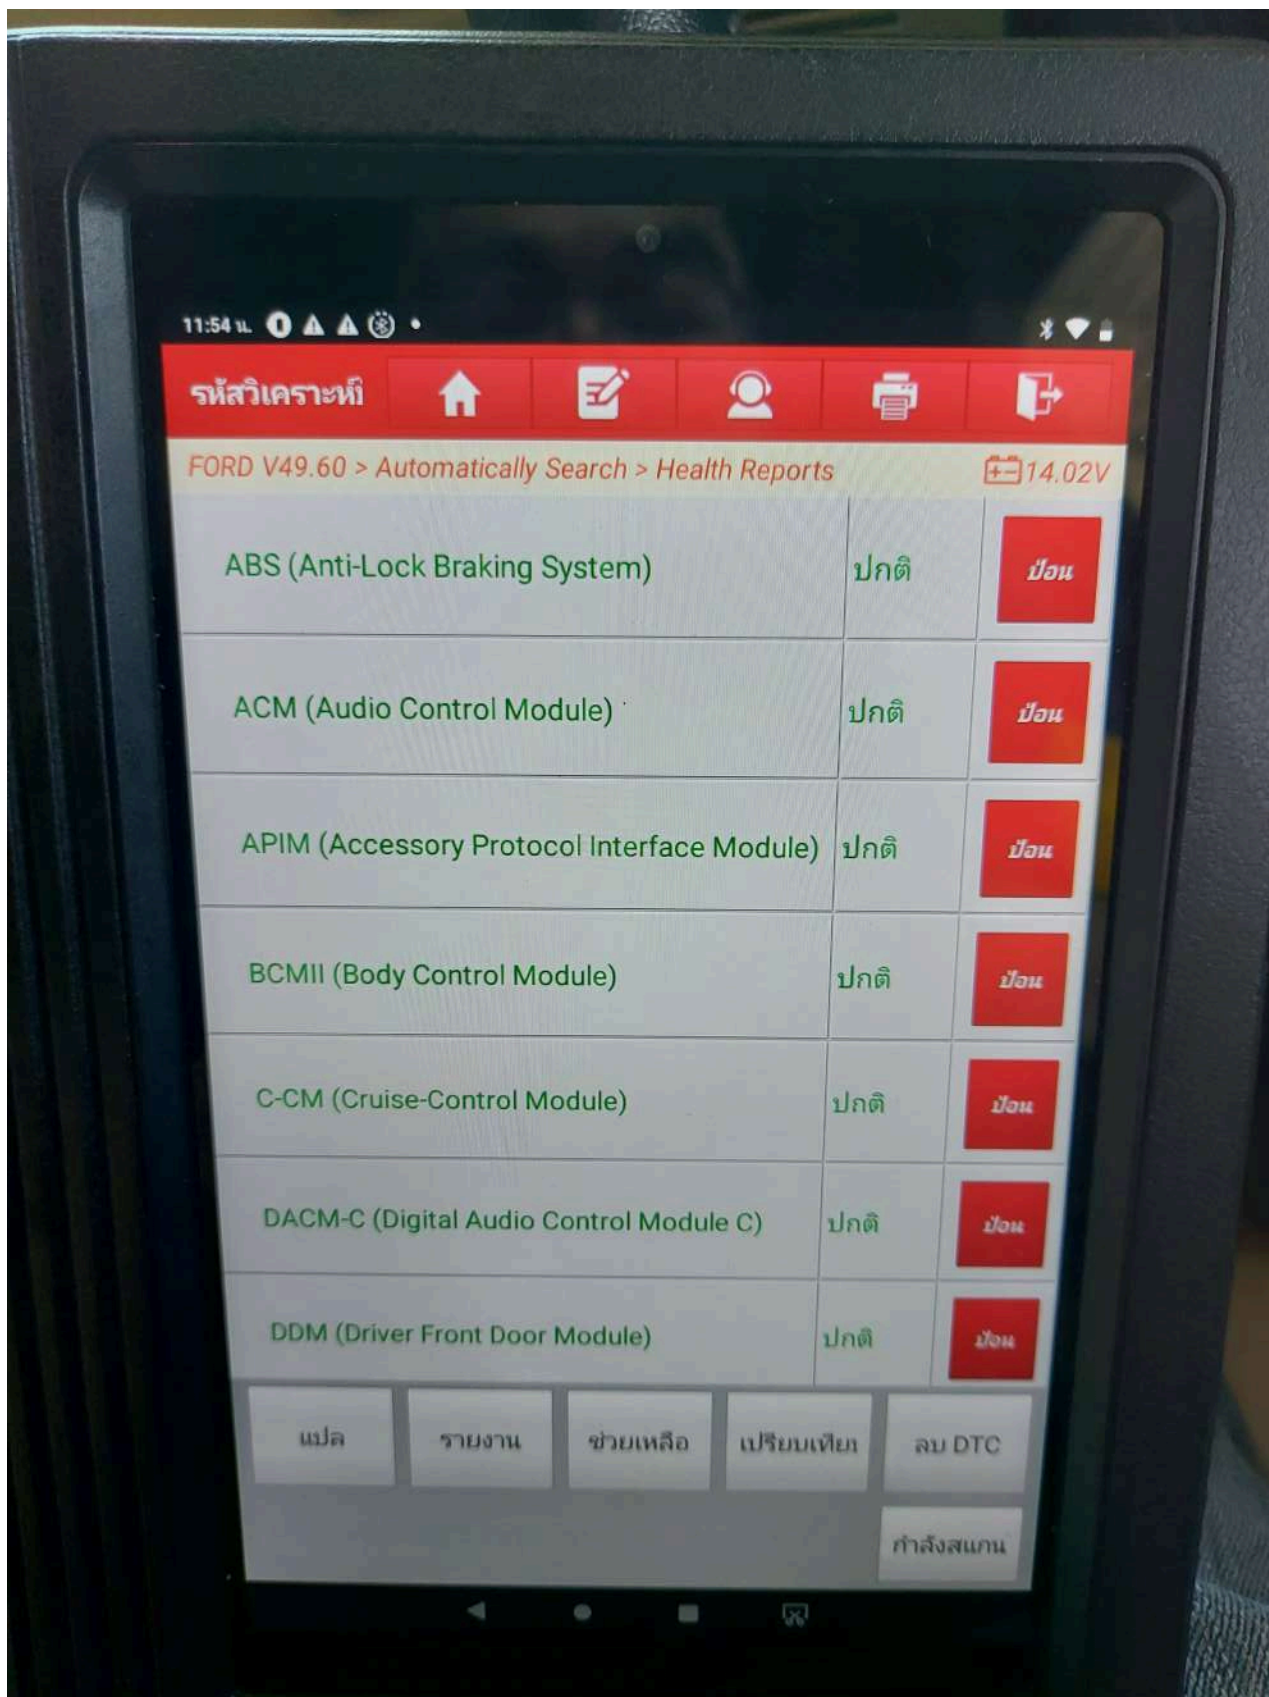 11:54 น.
รหัสวิเคราะห์
FORD V49.60 > Automatically Search > Health Reports 14.02V
ABS (Anti-Lock Braking System) ปกติ ป้อน
ACM (Audio Control Module) ปกติ ป้อน
APIM (Accessory Protocol Interface Module) ปกติ ป้อน
BCMII (Body Control Module) ปกติ ป้อน
C-CM (Cruise-Control Module) ปกติ ป้อน
DACM-C (Digital Audio Control Module C) ปกติ ป้อน
DDM (Driver Front Door Module) ปกติ ป้อน
แปล รายงาน ช่วยเหลือ เปรียบเทียบ ลบ DTC
กำลังสแกน